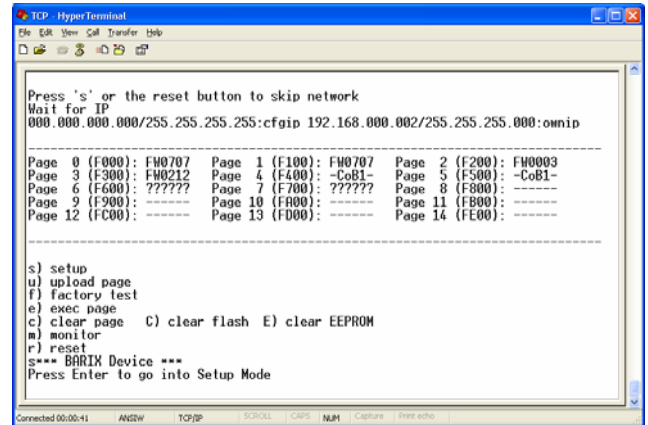 TCP - HyperTerminal
File Edit View Call Transfer Help
Press 's' or the reset button to skip network
Wait for IP
000.000.000.000/255.255.255.255:cfgip 192.168.000.002/255.255.255.000:ownip
--------------------------------------------------------------------------------
Page 0 (F000): FW0707 Page 1 (F100): FW0707 Page 2 (F200): FW0003
Page 3 (F300): FW0212 Page 4 (F400): -CoB1- Page 5 (F500): -CoB1-
Page 6 (F600): ?????? Page 7 (F700): ?????? Page 8 (F800): ------
Page 9 (F900): ------ Page 10 (FA00): ------ Page 11 (FB00): ------
Page 12 (FC00): ------ Page 13 (FD00): ------ Page 14 (FE00): ------
--------------------------------------------------------------------------------
s) setup
u) upload page
f) factory test
e) exec page
c) clear page C) clear flash E) clear EEPROM
m) monitor
r) reset
s*** BARIX Device ***
Press Enter to go into Setup Mode
Connected 00:00:41 ANSIW TCP/IP SCROLL CAPS NUM Capture Print echo